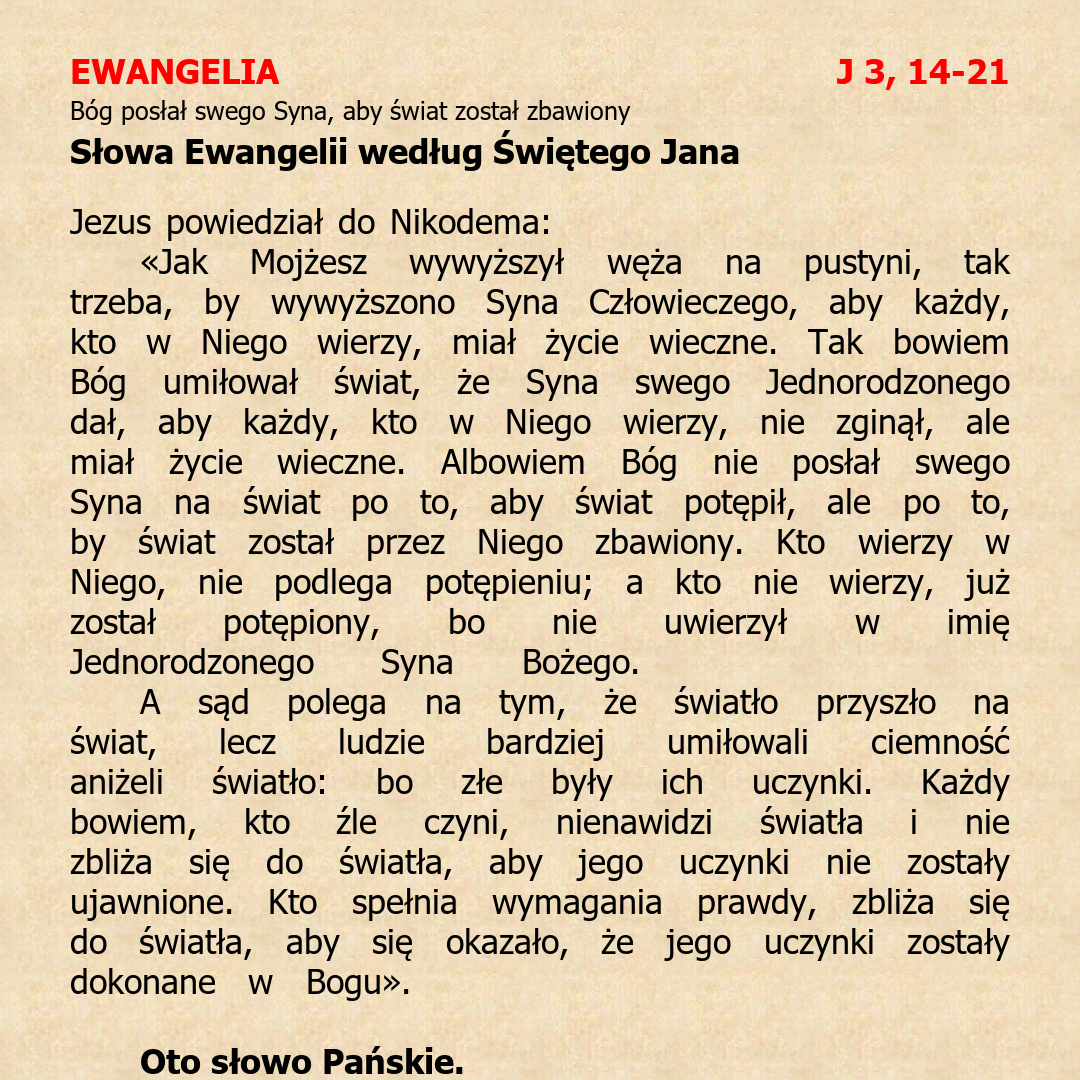 EWANGELIA J 3, 14-21
Bóg posłał swego Syna, aby świat został zbawiony
Słowa Ewangelii według Świętego Jana
Jezus powiedział do Nikodema:
«Jak Mojżesz wywyższył węża na pustyni, tak
trzeba, by wywyższono Syna Człowieczego, aby każdy,
kto w Niego wierzy, miał życie wieczne. Tak bowiem
Bóg umiłował świat, że Syna swego Jednorodzonego
dał, aby każdy, kto w Niego wierzy, nie zginął, ale
miał życie wieczne. Albowiem Bóg nie posłał swego
Syna na świat po to, aby świat potępił, ale po to,
by świat został przez Niego zbawiony. Kto wierzy w
Niego, nie podlega potępieniu; a kto nie wierzy, już
został potępiony, bo nie uwierzył w imię
Jednorodzonego Syna Bożego.
A sąd polega na tym, że światło przyszło na
świat, lecz ludzie bardziej umiłowali ciemność
aniżeli światło: bo złe były ich uczynki. Każdy
bowiem, kto źle czyni, nienawidzi światła i nie
zbliża się do światła, aby jego uczynki nie zostały
ujawnione. Kto spełnia wymagania prawdy, zbliża się
do światła, aby się okazało, że jego uczynki zostały
dokonane w Bogu».
Oto słowo Pańskie.